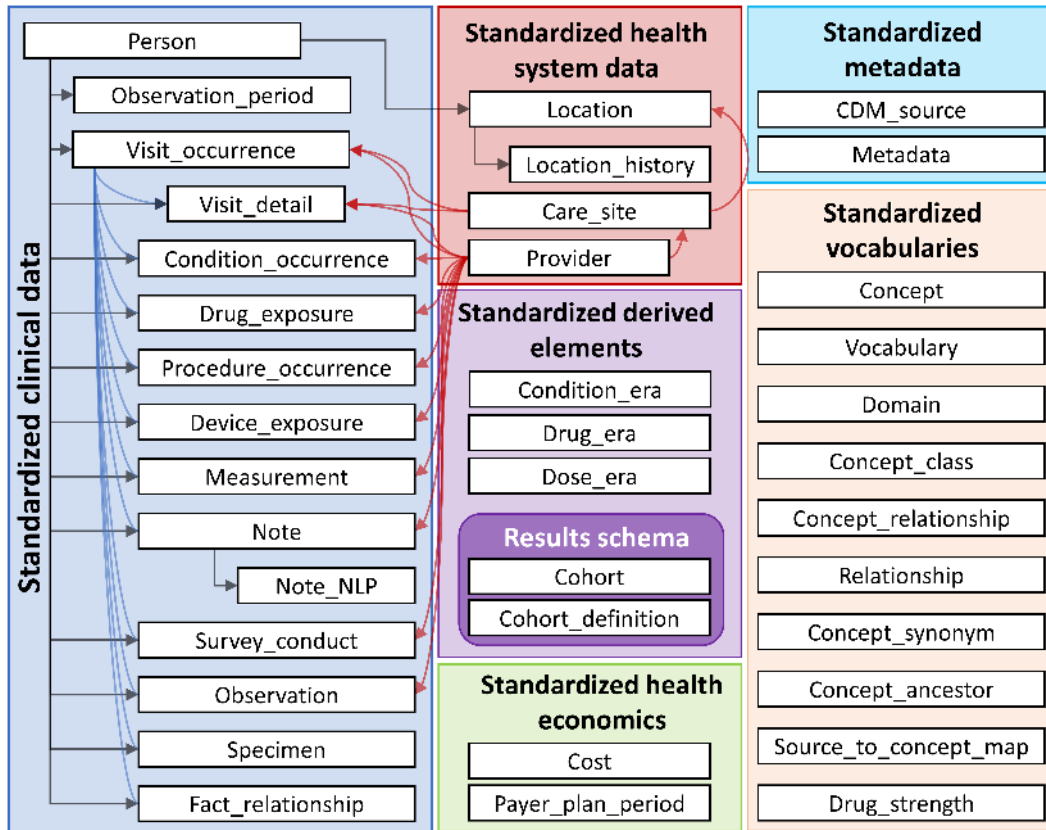 Standardized clinical data
Person
Observation_period
Visit_occurrence
Visit_detail
Condition_occurrence
Drug_exposure
Procedure_occurrence
Device_exposure
Measurement
Note
Note_NLP
Survey_conduct
Observation
Specimen
Fact_relationship
Standardized health
system data
Location
Location_history
Care_site
Provider
Standardized derived
elements
Condition_era
Drug_era
Dose_era
Results schema
Cohort
Cohort_definition
Standardized health
economics
Cost
Payer_plan_period
Standardized
metadata
CDM_source
Metadata
Standardized
vocabularies
Concept
Vocabulary
Domain
Concept_class
Concept_relationship
Relationship
Concept_synonym
Concept_ancestor
Source_to_concept_map
Drug_strength